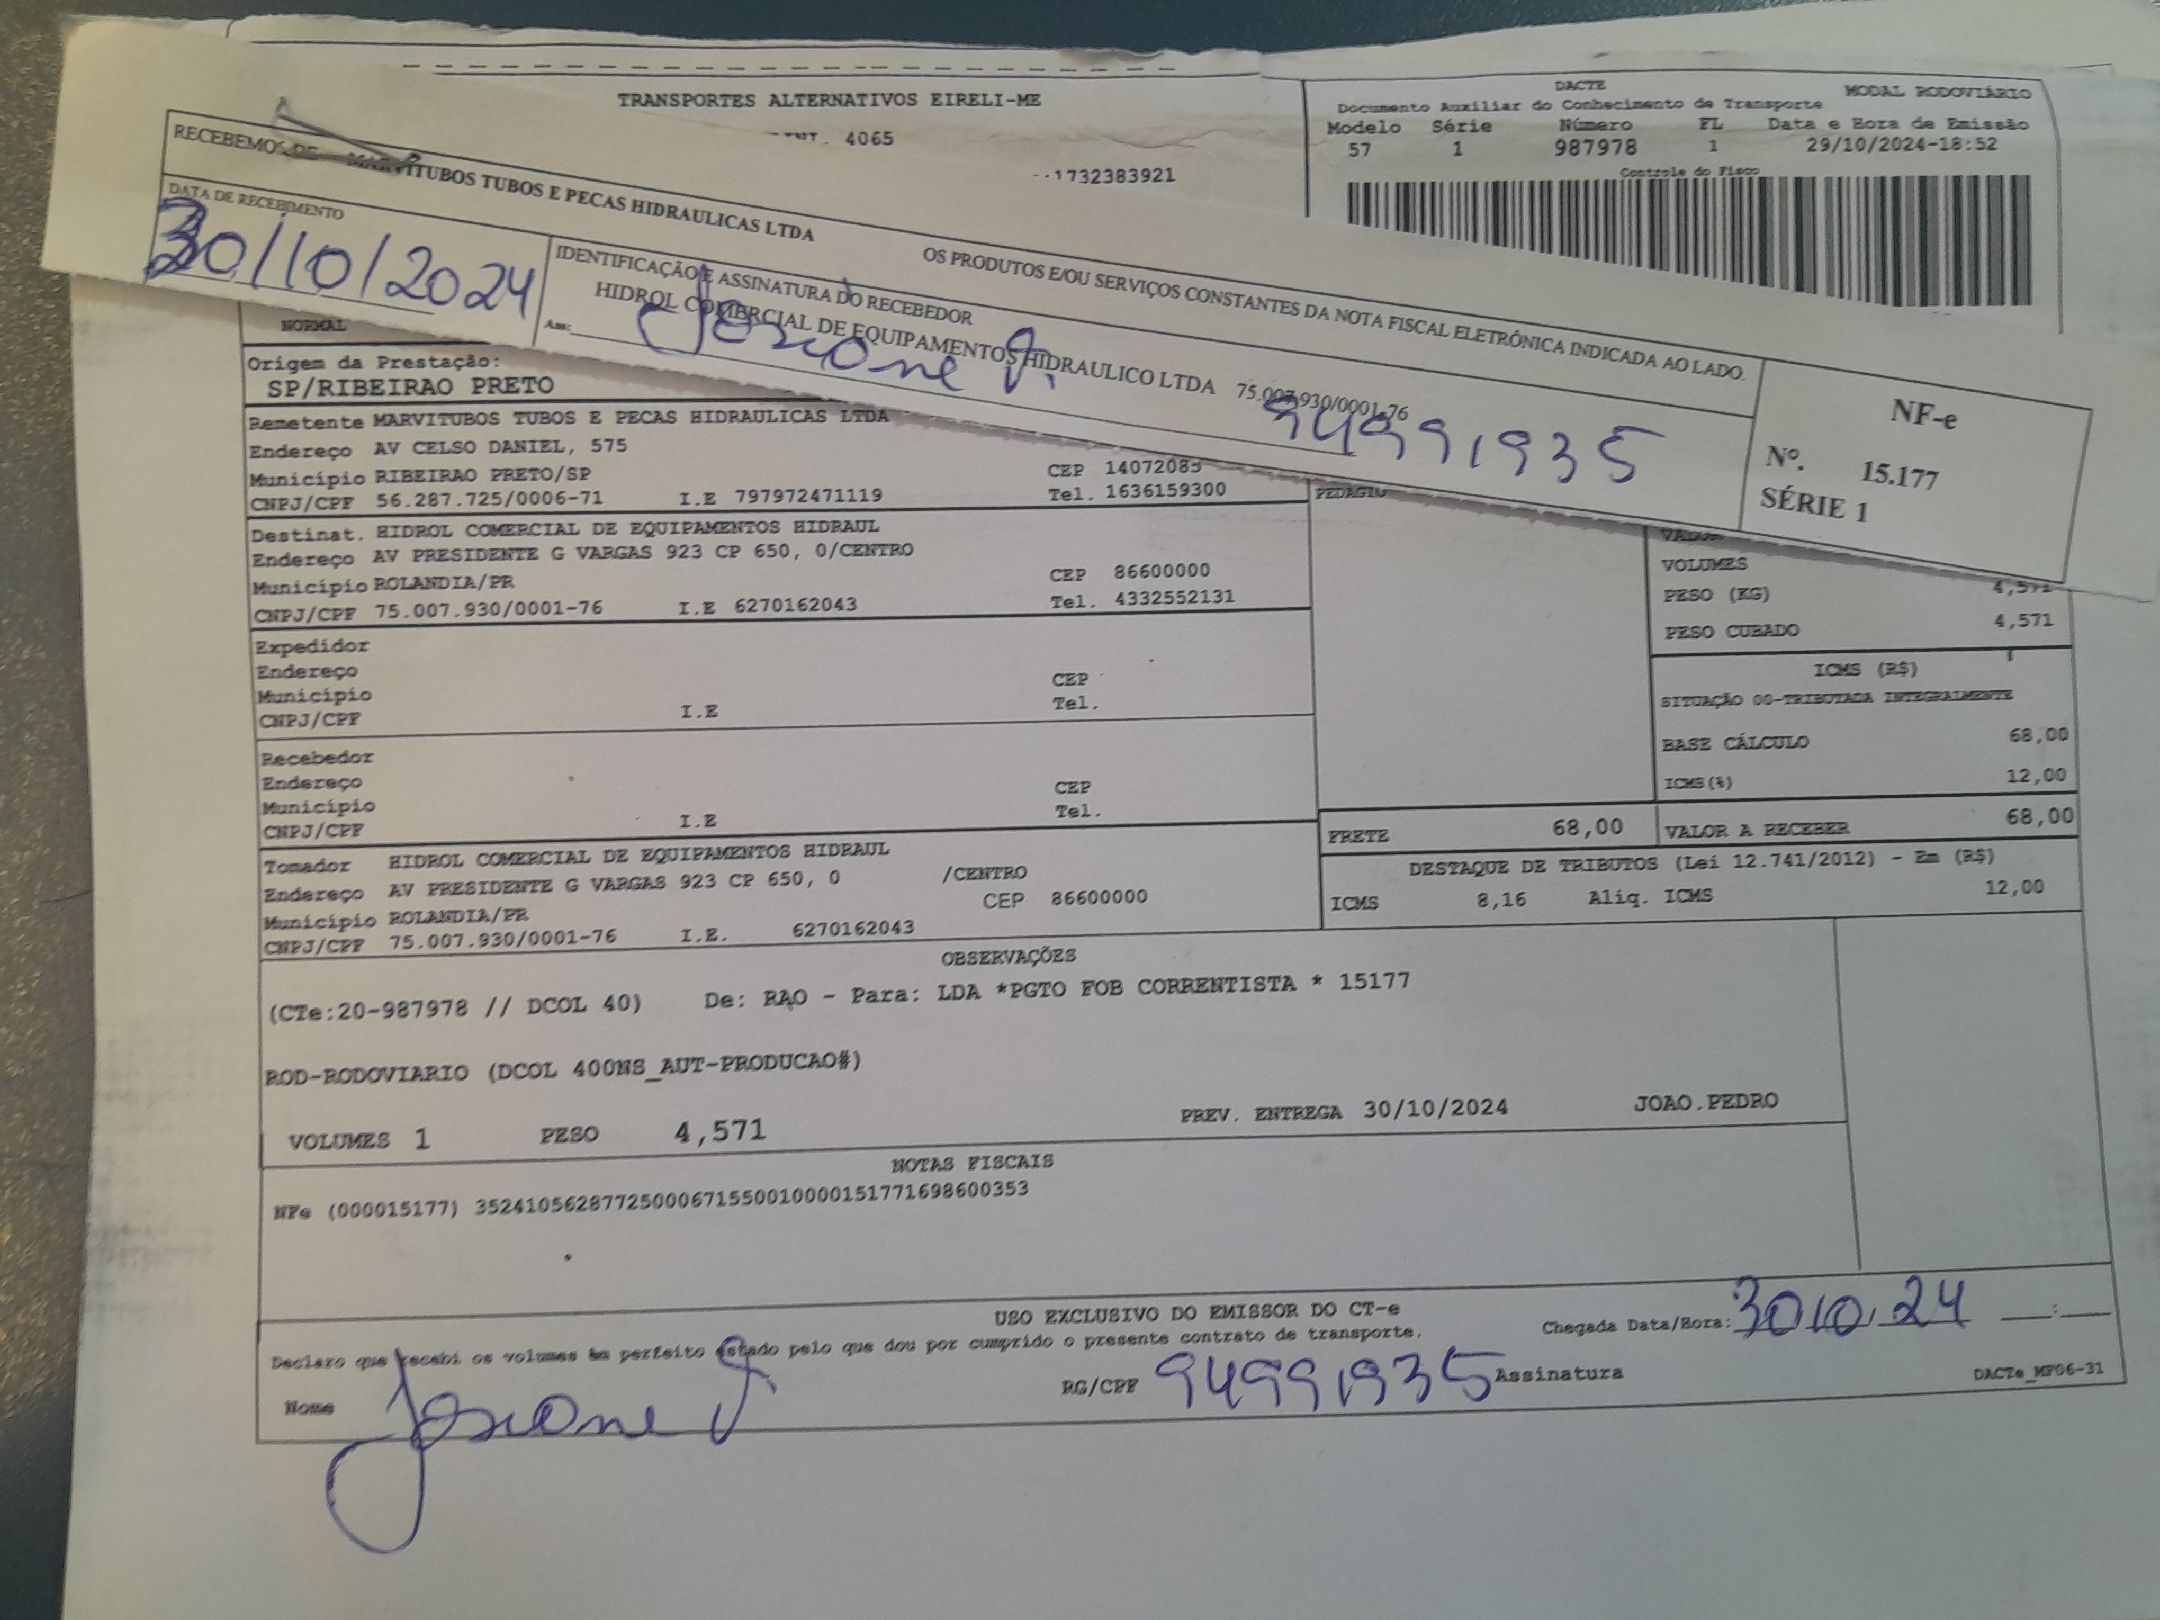 TRANSPORTES ALTERNATIVOS EIRELI-ME
4065
1732383921
DACTE
MODAL RODOVIÁRIO
Documento Auxiliar do Conhecimento de Transporte
Modelo Série Número FL Data e Hora de Emissão
57 1 987978 1 29/10/2024-18:52
Controle do Fisco
RECEBEMOS DE MARVITUBOS TUBOS E PECAS HIDRAULICAS LTDA OS PRODUTOS E/OU SERVIÇOS CONSTANTES DA NOTA FISCAL ELETRÔNICA INDICADA AO LADO.
DATA DE RECEBIMENTO
30/10/2024
IDENTIFICAÇÃO E ASSINATURA DO RECEBEDOR
HIDROL COMERCIAL DE EQUIPAMENTOS HIDRAULICO LTDA 75.007.930/0001-76
Ass:
94991935
NF-e
Nº. 15.177
SÉRIE 1
NORMAL
Origem da Prestação:
SP/RIBEIRAO PRETO
Remetente MARVITUBOS TUBOS E PECAS HIDRAULICAS LTDA
Endereço AV CELSO DANIEL, 575
Município RIBEIRAO PRETO/SP CEP 14072085
CNPJ/CPF 56.287.725/0006-71 I.E 797972471119 Tel. 1636159300
Destinat. HIDROL COMERCIAL DE EQUIPAMENTOS HIDRAUL
Endereço AV PRESIDENTE G VARGAS 923 CP 650, 0/CENTRO
Município ROLANDIA/PR CEP 86600000
CNPJ/CPF 75.007.930/0001-76 I.E 6270162043 Tel. 4332552131
Expedidor
Endereço
Município CEP
CNPJ/CPF I.E Tel.
Recebedor
Endereço
Município CEP
CNPJ/CPF I.E Tel.
Tomador HIDROL COMERCIAL DE EQUIPAMENTOS HIDRAUL
Endereço AV PRESIDENTE G VARGAS 923 CP 650, 0 /CENTRO
Município ROLANDIA/PR CEP 86600000
CNPJ/CPF 75.007.930/0001-76 I.E. 6270162043
PEDAGIO
VALOR
VOLUMES
PESO (KG) 4,571
PESO CUBADO 4,571
ICMS (R$)
SITUAÇÃO 00-TRIBUTADA INTEGRALMENTE
BASE CÁLCULO 68,00
ICMS(%) 12,00
FRETE 68,00 VALOR A RECEBER 68,00
DESTAQUE DE TRIBUTOS (Lei 12.741/2012) - Em (R$)
ICMS 8,16 Aliq. ICMS 12,00
OBSERVAÇÕES
(CTe:20-987978 // DCOL 40) De: RAO - Para: LDA *PGTO FOB CORRENTISTA * 15177
ROD-RODOVIARIO (DCOL 400NS_AUT-PRODUCAO#)
VOLUMES 1 PESO 4,571 PREV. ENTREGA 30/10/2024 JOAO.PEDRO
NOTAS FISCAIS
NFe (000015177) 35241056287725000671550010000151771698600353
USO EXCLUSIVO DO EMISSOR DO CT-e
Declaro que recebi os volumes em perfeito estado pelo que dou por cumprido o presente contrato de transporte.
Chegada Data/Hora: 30 10 24 :
Nome
RG/CPF 94991935 Assinatura
DACTe_MF06-31